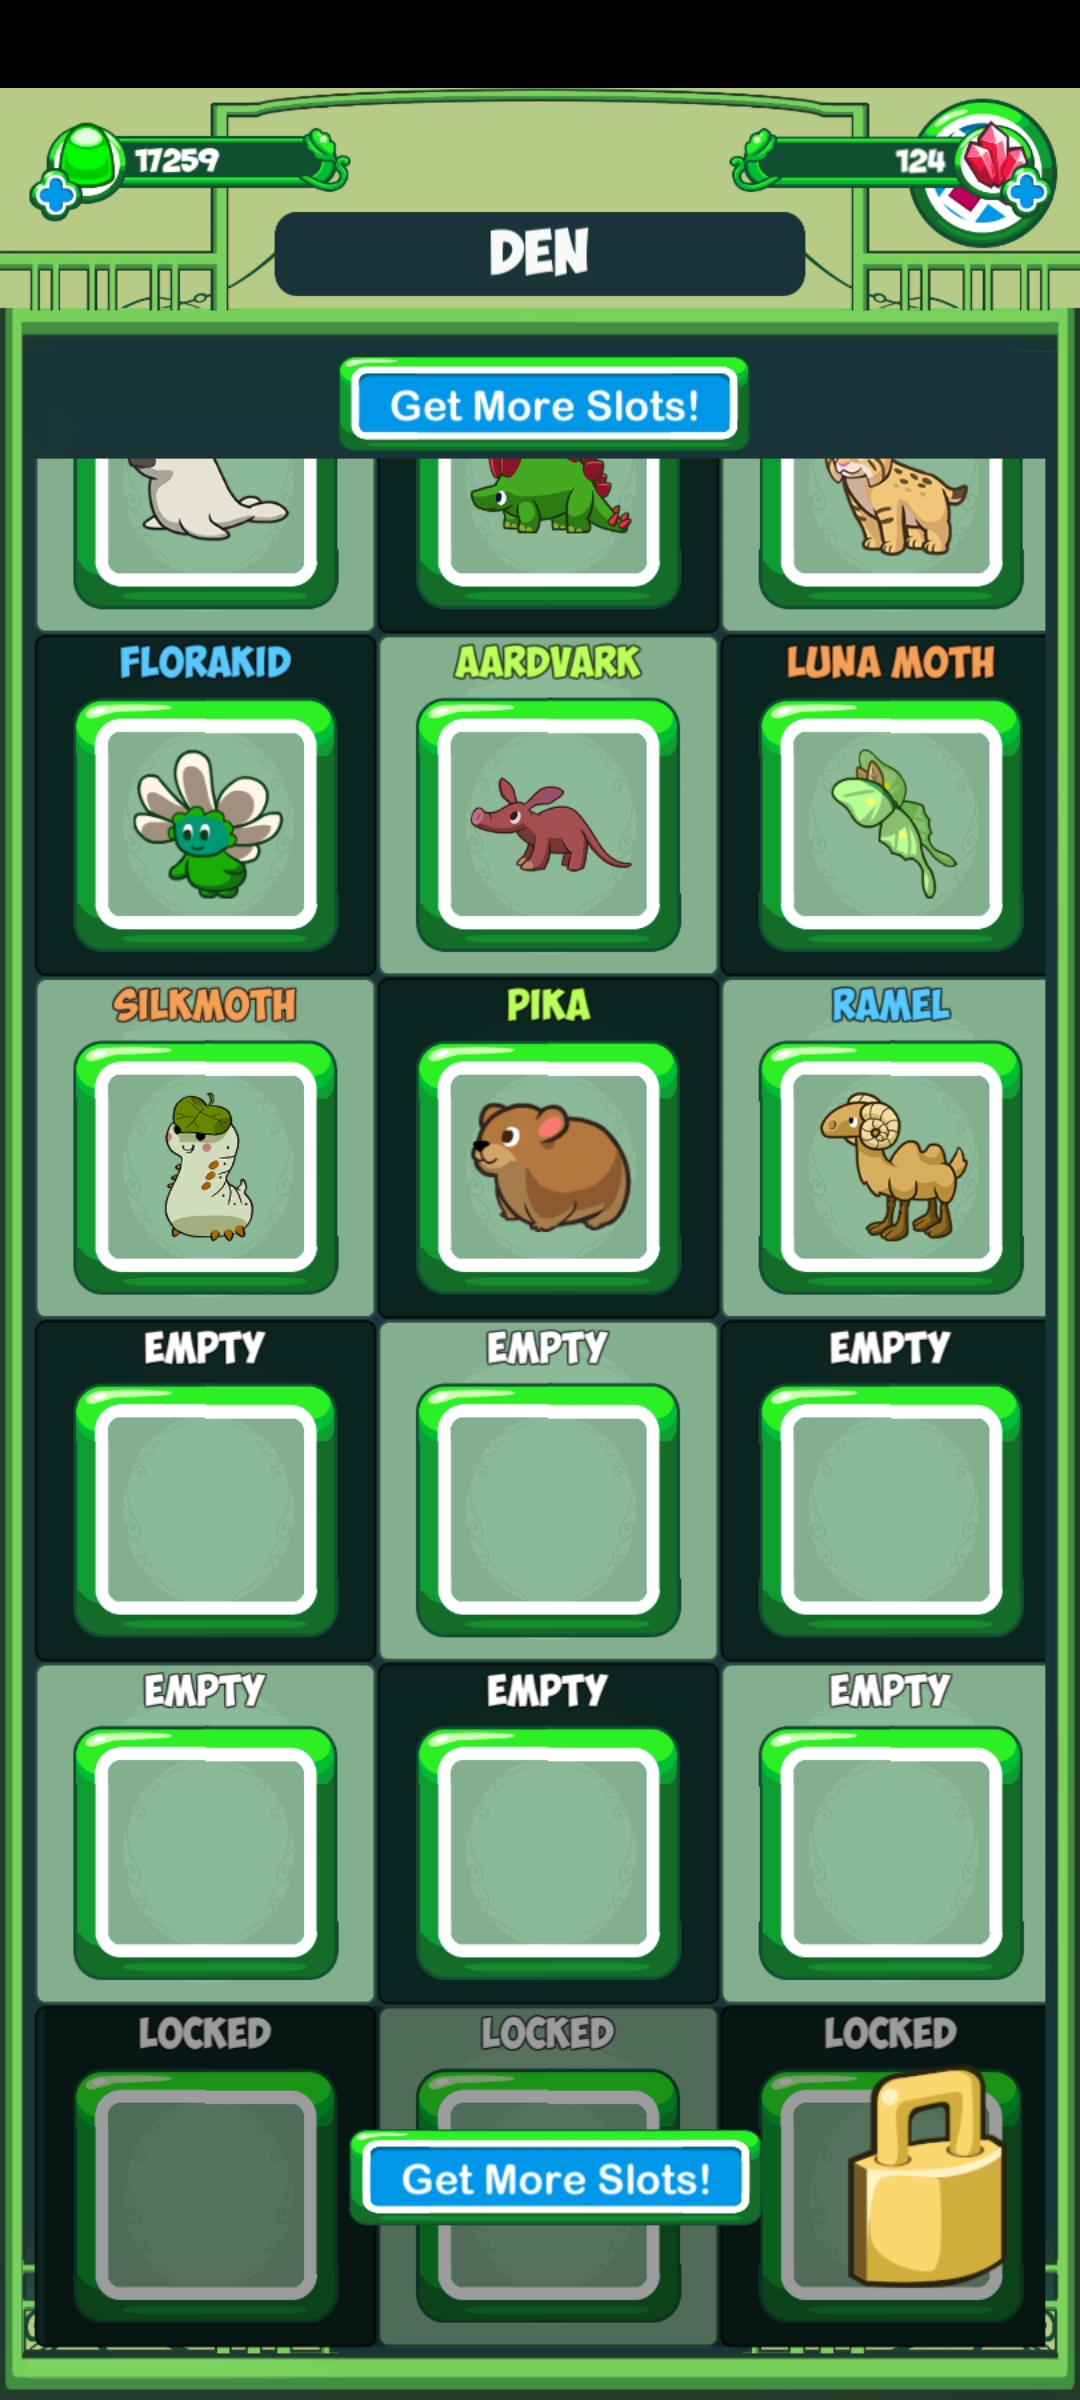 17259
124
DEN
Get More Slots!
FLORAKID
AARDVARK
LUNA MOTH
SILKMOTH
PIKA
RAMEL
EMPTY
EMPTY
EMPTY
EMPTY
EMPTY
EMPTY
LOCKED
LOCKED
LOCKED
Get More Slots!